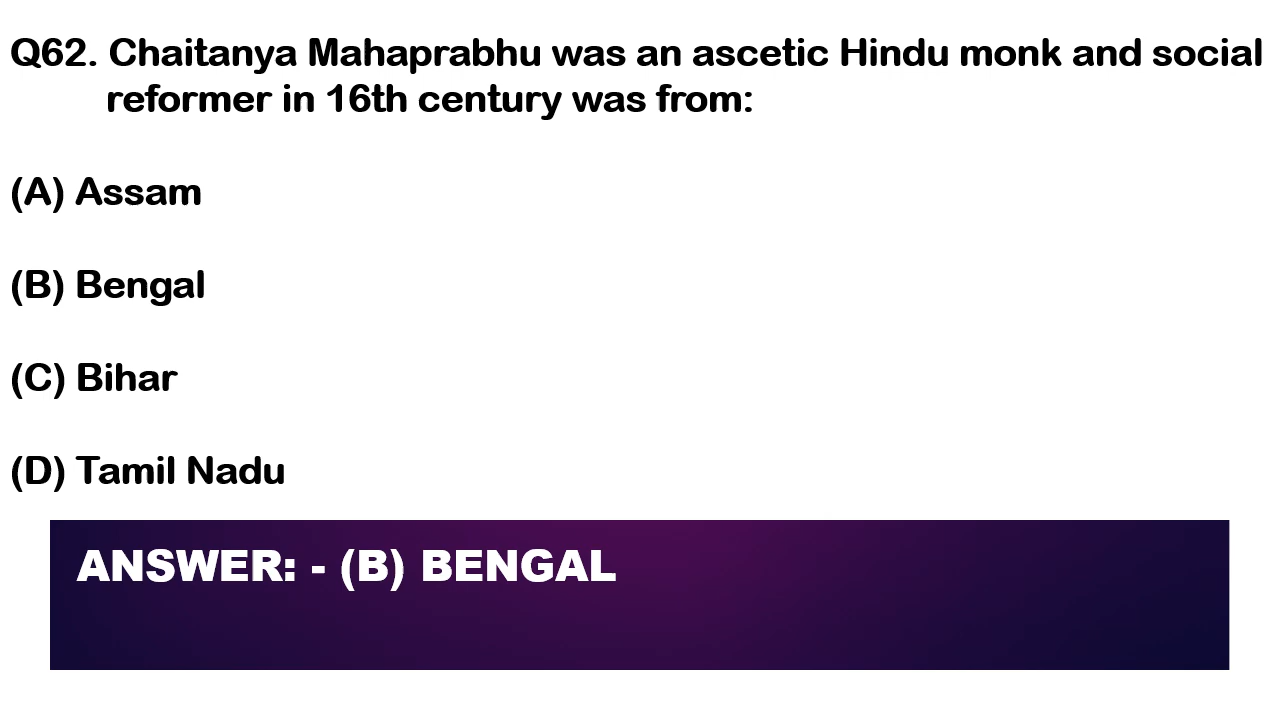 Q62. Chaitanya Mahaprabhu was an ascetic Hindu monk and social
reformer in 16th century was from:
(A) Assam
(B) Bengal
(C) Bihar
(D) Tamil Nadu
ANSWER: - (B) BENGAL